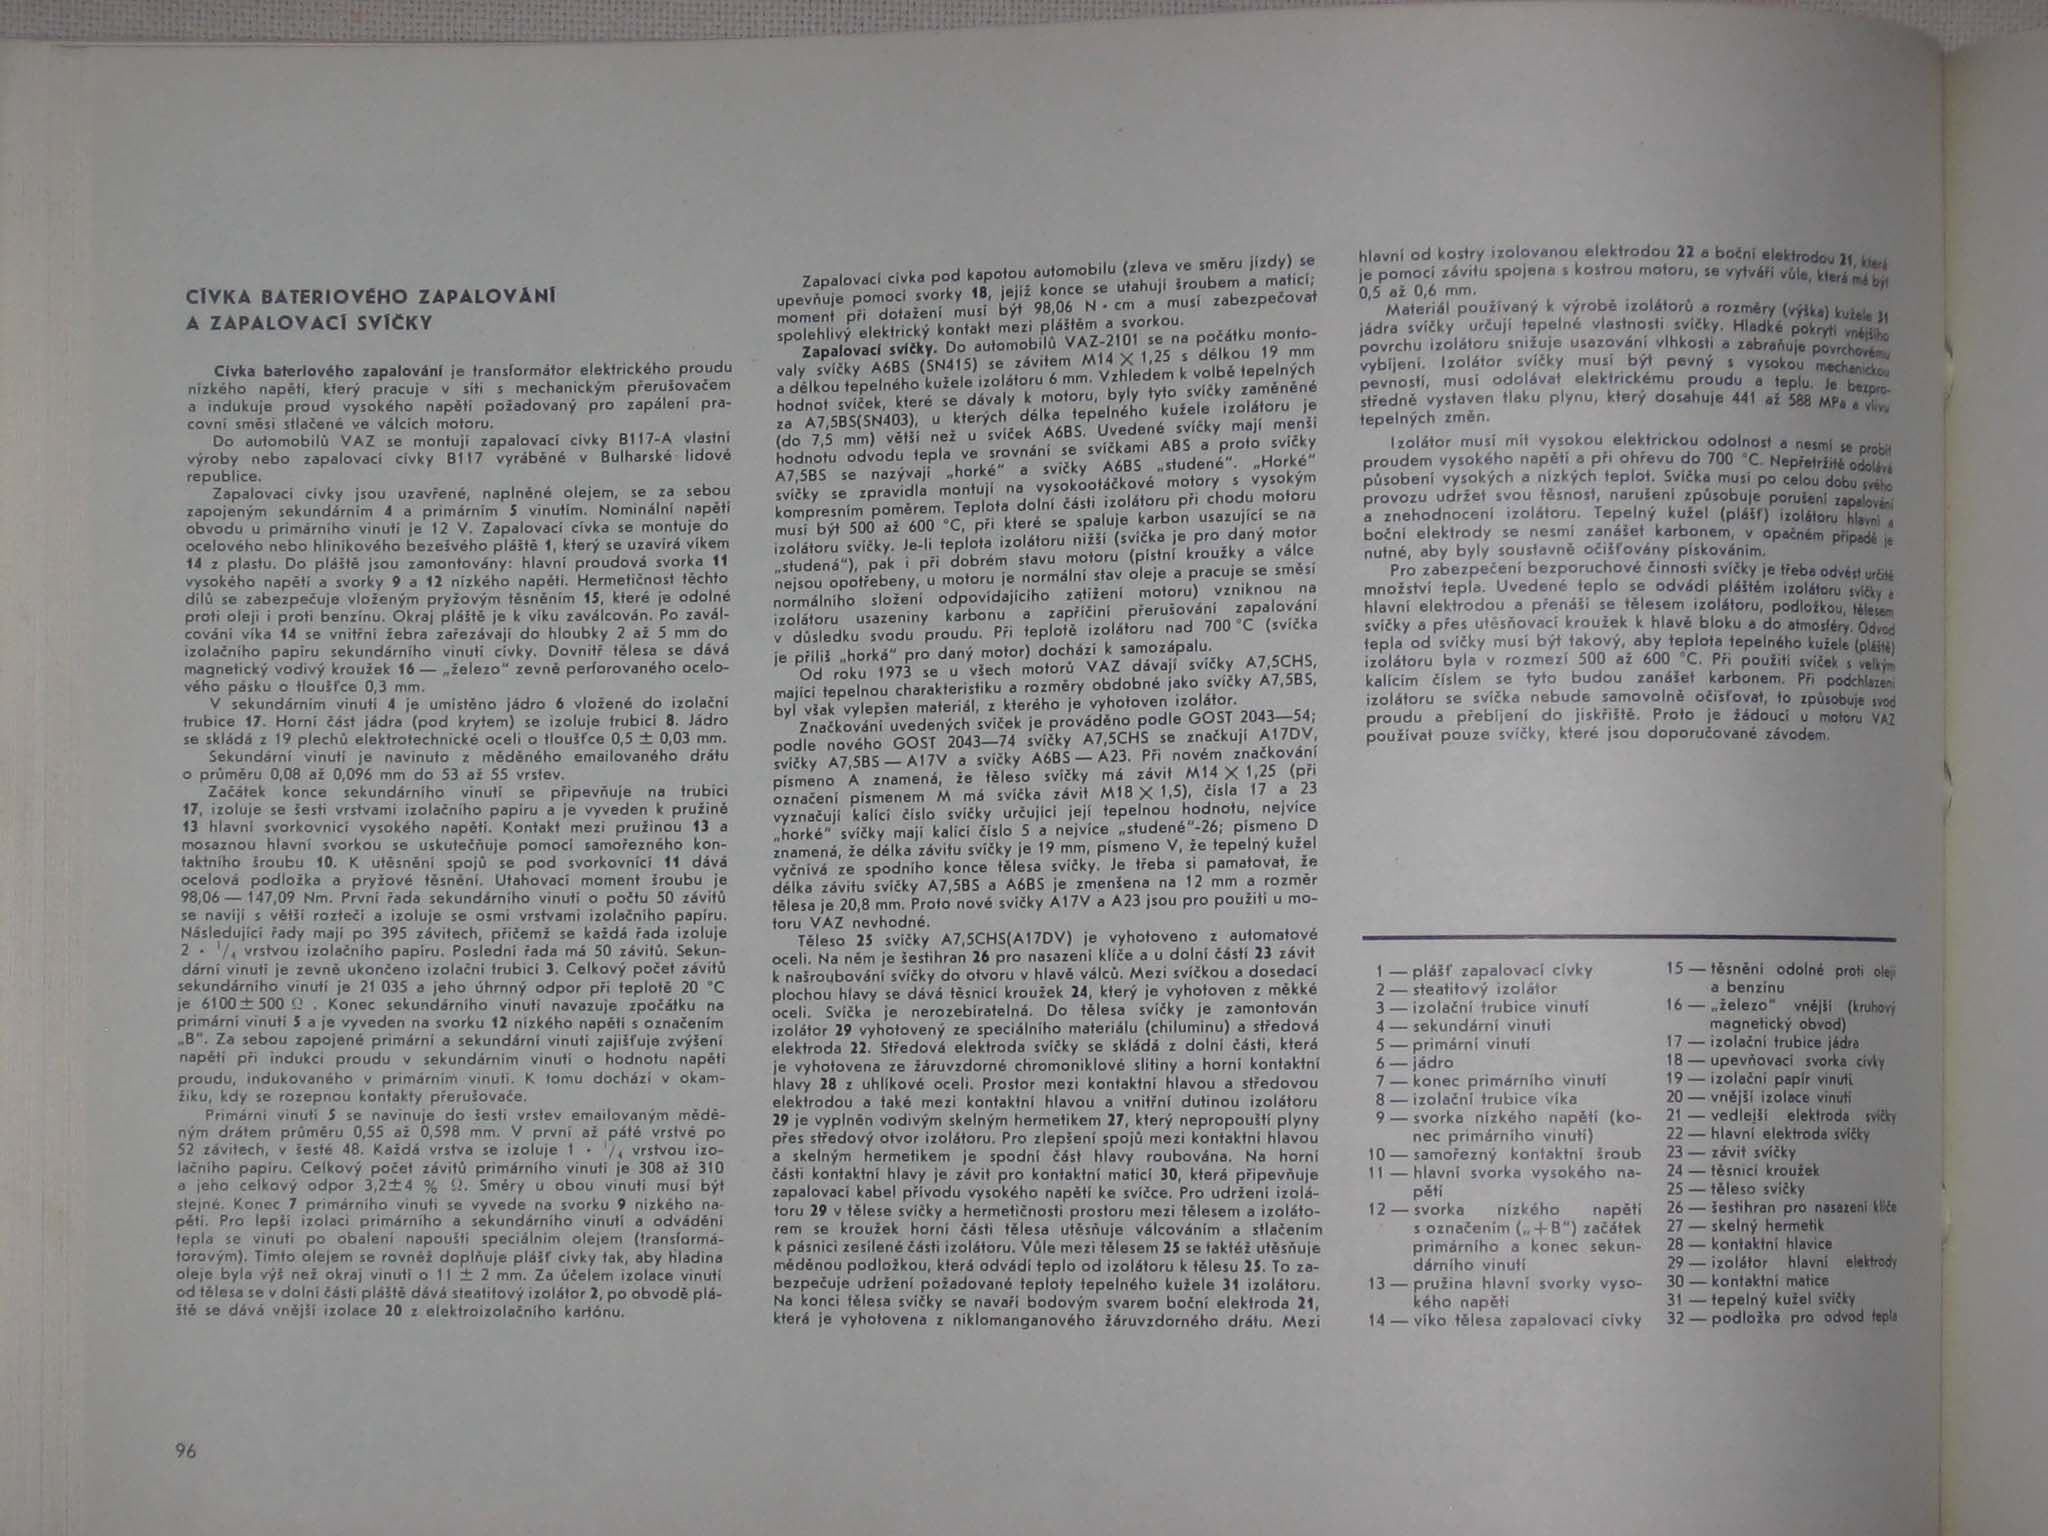 CÍVKA BATERIOVÉHO ZAPALOVÁNÍ
A ZAPALOVACÍ SVÍČKY
Cívka bateriového zapalování je transformátor elektrického proudu
nízkého napětí, který pracuje v síti s mechanickým přerušovačem
a indukuje proud vysokého napětí požadovaný pro zapálení pra-
covní směsi stlačené ve válcích motoru.
Do automobilů VAZ se montují zapalovací cívky B117-A vlastní
výroby nebo zapalovací cívky B117 vyráběné v Bulharské lidové
republice.
Zapalovací cívky jsou uzavřené, naplněné olejem, se za sebou
zapojeným sekundárním 4 a primárním 5 vinutím. Nominální napětí
obvodu u primárního vinutí je 12 V. Zapalovací cívka se montuje do
ocelového nebo hliníkového bezešvého pláště 1, který se uzavírá víkem
14 z plastu. Do pláště jsou zamontovány: hlavní proudová svorka 11
vysokého napětí a svorky 9 a 12 nízkého napětí. Hermetičnost těchto
dílů se zabezpečuje vloženým pryžovým těsněním 15, které je odolné
proti oleji i proti benzínu. Okraj pláště je k víku zaválcován. Po zavál-
cování víka 14 se vnitřní žebra zařezávají do hloubky 2 až 5 mm do
izolačního papíru sekundárního vinutí cívky. Dovnitř tělesa se dává
magnetický vodivý kroužek 16 — „železo" zevně perforovaného ocelo-
vého pásku o tloušťce 0,3 mm.
V sekundárním vinutí 4 je umístěno jádro 6 vložené do izolační
trubice 17. Horní část jádra (pod krytem) se izoluje trubicí 8. Jádro
se skládá z 19 plechů elektrotechnické oceli o tloušťce 0,5 ± 0,03 mm.
Sekundární vinutí je navinuto z měděného emailovaného drátu
o průměru 0,08 až 0,096 mm do 53 až 55 vrstev.
Začátek konce sekundárního vinutí se připevňuje na trubici
17, izoluje se šesti vrstvami izolačního papíru a je vyveden k pružině
13 hlavní svorkovnicí vysokého napětí. Kontakt mezi pružinou 13 a
mosaznou hlavní svorkou se uskutečňuje pomocí samořezného kon-
taktního šroubu 10. K utěsnění spojů se pod svorkovnici 11 dává
ocelová podložka a pryžové těsnění. Utahovací moment šroubu je
98,06 — 147,09 Nm. První řada sekundárního vinutí o počtu 50 závitů
se navíjí s větší roztečí a izoluje se osmi vrstvami izolačního papíru.
Následující řady mají po 395 závitech, přičemž se každá řada izoluje
2 • 1/4 vrstvou izolačního papíru. Poslední řada má 50 závitů. Sekun-
dární vinutí je zevně ukončeno izolační trubicí 3. Celkový počet závitů
sekundárního vinutí je 21 035 a jeho úhrnný odpor při teplotě 20 °C
je 6100 ± 500 Ω . Konec sekundárního vinutí navazuje zpočátku na
primární vinutí 5 a je vyveden na svorku 12 nízkého napětí s označením
„B". Za sebou zapojené primární a sekundární vinutí zajišťuje zvýšení
napětí při indukci proudu v sekundárním vinutí o hodnotu napětí
proudu, indukovaného v primárním vinutí. K tomu dochází v okam-
žiku, kdy se rozepnou kontakty přerušovače.
Primární vinutí 5 se navinuje do šesti vrstev emailovaným mědě-
ným drátem průměru 0,55 až 0,598 mm. V první až páté vrstvě po
52 závitech, v šesté 48. Každá vrstva se izoluje 1 • 1/4 vrstvou izo-
lačního papíru. Celkový počet závitů primárního vinutí je 308 až 310
a jeho celkový odpor 3,2±4 % Ω. Směry u obou vinutí musí být
stejné. Konec 7 primárního vinutí se vyvede na svorku 9 nízkého na-
pětí. Pro lepší izolaci primárního a sekundárního vinutí a odvádění
tepla se vinutí po obalení napouští speciálním olejem (transformá-
torovým). Tímto olejem se rovněž doplňuje plášť cívky tak, aby hladina
oleje byla výš než okraj vinutí o 11 ± 2 mm. Za účelem izolace vinutí
od tělesa se v dolní části pláště dává steatitový izolátor 2, po obvodě plá-
ště se dává vnější izolace 20 z elektroizolačního kartónu.
96
Zapalovací cívka pod kapotou automobilu (zleva ve směru jízdy) se
upevňuje pomocí svorky 18, jejíž konce se utahují šroubem a maticí;
moment při dotažení musí být 98,06 N • cm a musí zabezpečovat
spolehlivý elektrický kontakt mezi pláštěm a svorkou.
Zapalovací svíčky. Do automobilů VAZ-2101 se na počátku monto-
valy svíčky A6BS (SN415) se závitem M14 X 1,25 s délkou 19 mm
a délkou tepelného kužele izolátoru 6 mm. Vzhledem k volbě tepelných
hodnot svíček, které se dávaly k motoru, byly tyto svíčky zaměněné
za A7,5BS(SN403), u kterých délka tepelného kužele izolátoru je
(do 7,5 mm) větší než u svíček A6BS. Uvedené svíčky mají menší
hodnotu odvodu tepla ve srovnání se svíčkami ABS a proto svíčky
A7,5BS se nazývají „horké" a svíčky A6BS „studené". „Horké"
svíčky se zpravidla montují na vysokootáčkové motory s vysokým
kompresním poměrem. Teplota dolní části izolátoru při chodu motoru
musí být 500 až 600 °C, při které se spaluje karbon usazující se na
izolátoru svíčky. Je-li teplota izolátoru nižší (svíčka je pro daný motor
„studená"), pak i při dobrém stavu motoru (pístní kroužky a válce
nejsou opotřebeny, u motoru je normální stav oleje a pracuje se směsí
normálního složení odpovídajícího zatížení motoru) vzniknou na
izolátoru usazeniny karbonu a zapříčiní přerušování zapalování
v důsledku svodu proudu. Při teplotě izolátoru nad 700 °C (svíčka
je příliš „horká" pro daný motor) dochází k samozápalu.
Od roku 1973 se u všech motorů VAZ dávají svíčky A7,5CHS,
mající tepelnou charakteristiku a rozměry obdobné jako svíčky A7,5BS,
byl však vylepšen materiál, z kterého je vyhotoven izolátor.
Značkování uvedených svíček je prováděno podle GOST 2043—54;
podle nového GOST 2043—74 svíčky A7,5CHS se značkují A17DV,
svíčky A7,5BS — A17V a svíčky A6BS — A23. Při novém značkování
písmeno A znamená, že těleso svíčky má závit M14 X 1,25 (při
označení písmenem M má svíčka závit M18 X 1,5), čísla 17 a 23
vyznačují kalící číslo svíčky určující její tepelnou hodnotu, nejvíce
„horké" svíčky mají kalící číslo 5 a nejvíce „studené"-26; písmeno D
znamená, že délka závitu svíčky je 19 mm, písmeno V, že tepelný kužel
vyčnívá ze spodního konce tělesa svíčky. Je třeba si pamatovat, že
délka závitu svíčky A7,5BS a A6BS je zmenšena na 12 mm a rozměr
tělesa je 20,8 mm. Proto nové svíčky A17V a A23 jsou pro použití u mo-
toru VAZ nevhodné.
Těleso 25 svíčky A7,5CHS(A17DV) je vyhotoveno z automatové
oceli. Na něm je šestihran 26 pro nasazení klíče a u dolní části 23 závit
k našroubování svíčky do otvoru v hlavě válců. Mezi svíčkou a dosedací
plochou hlavy se dává těsnicí kroužek 24, který je vyhotoven z měkké
oceli. Svíčka je nerozebíratelná. Do tělesa svíčky je zamontován
izolátor 29 vyhotovený ze speciálního materiálu (chiluminu) a středová
elektroda 22. Středová elektroda svíčky se skládá z dolní části, která
je vyhotovena ze žáruvzdorné chromoniklové slitiny a horní kontaktní
hlavy 28 z uhlíkové oceli. Prostor mezi kontaktní hlavou a středovou
elektrodou a také mezi kontaktní hlavou a vnitřní dutinou izolátoru
29 je vyplněn vodivým skelným hermetikem 27, který nepropouští plyny
přes středový otvor izolátoru. Pro zlepšení spojů mezi kontaktní hlavou
a skelným hermetikem je spodní část hlavy roubována. Na horní
části kontaktní hlavy je závit pro kontaktní maticí 30, která připevňuje
zapalovací kabel přívodu vysokého napětí ke svíčce. Pro udržení izolá-
toru 29 v tělese svíčky a hermetičnosti prostoru mezi tělesem a izoláto-
rem se kroužek horní části tělesa utěsňuje válcováním a stlačením
k pásnici zesílené části izolátoru. Vůle mezi tělesem 25 se taktéž utěsňuje
měděnou podložkou, která odvádí teplo od izolátoru k tělesu 25. To za-
bezpečuje udržení požadované teploty tepelného kužele 31 izolátoru.
Na konci tělesa svíčky se navaří bodovým svarem boční elektroda 21,
která je vyhotovena z niklomanganového žáruvzdorného drátu. Mezi
hlavní od kostry izolovanou elektrodou 22 a boční elektrodou 21, která
je pomocí závitu spojena s kostrou motoru, se vytváří vůle, která má být
0,5 až 0,6 mm.
Materiál používaný k výrobě izolátorů a rozměry (výška) kužele 31
jádra svíčky určují tepelné vlastnosti svíčky. Hladké pokrytí vnějšího
povrchu izolátoru snižuje usazování vlhkosti a zabraňuje povrchovému
vybíjení. Izolátor svíčky musí být pevný s vysokou mechanickou
pevností, musí odolávat elektrickému proudu a teplu. Je bezpro-
středně vystaven tlaku plynu, který dosahuje 441 až 588 MPa a vlivu
tepelných změn.
Izolátor musí mít vysokou elektrickou odolnost a nesmí se probít
proudem vysokého napětí a při ohřevu do 700 °C. Nepřetržitě odolává
působení vysokých a nízkých teplot. Svíčka musí po celou dobu svého
provozu udržet svou těsnost, narušení způsobuje porušení zapalování
a znehodnocení izolátoru. Tepelný kužel (plášť) izolátoru hlavní a
boční elektrody se nesmí zanášet karbonem, v opačném případě je
nutné, aby byly soustavně očišťovány pískováním.
Pro zabezpečení bezporuchové činnosti svíčky je třeba odvést určité
množství tepla. Uvedené teplo se odvádí pláštěm izolátoru svíčky a
hlavní elektrodou a přenáší se tělesem izolátoru, podložkou, tělesem
svíčky a přes utěsňovací kroužek k hlavě bloku a do atmosféry. Odvod
tepla od svíčky musí být takový, aby teplota tepelného kužele (pláště)
izolátoru byla v rozmezí 500 až 600 °C. Při použití svíček s velkým
kalícím číslem se tyto budou zanášet karbonem. Při podchlazení
izolátoru se svíčka nebude samovolně očisťovat, to způsobuje svod
proudu a přebíjení do jiskřiště. Proto je žádoucí u motoru VAZ
používat pouze svíčky, které jsou doporučované závodem.
1 — plášť zapalovací cívky
2 — steatitový izolátor
3 — izolační trubice vinutí
4 — sekundární vinutí
5 — primární vinutí
6 — jádro
7 — konec primárního vinutí
8 — izolační trubice víka
9 — svorka nízkého napětí (ko-
nec primárního vinutí)
10 — samořezný kontaktní šroub
11 — hlavní svorka vysokého na-
pětí
12 — svorka nízkého napětí
s označením („+B") začátek
primárního a konec sekun-
dárního vinutí
13 — pružina hlavní svorky vyso-
kého napětí
14 — víko tělesa zapalovací cívky
15 — těsnění odolné proti oleji
a benzínu
16 — „železo" vnější (kruhový
magnetický obvod)
17 — izolační trubice jádra
18 — upevňovací svorka cívky
19 — izolační papír vinutí
20 — vnější izolace vinutí
21 — vedlejší elektroda svíčky
22 — hlavní elektroda svíčky
23 — závit svíčky
24 — těsnicí kroužek
25 — těleso svíčky
26 — šestihran pro nasazení klíče
27 — skelný hermetik
28 — kontaktní hlavice
29 — izolátor hlavní elektrody
30 — kontaktní matice
31 — tepelný kužel svíčky
32 — podložka pro odvod tepla